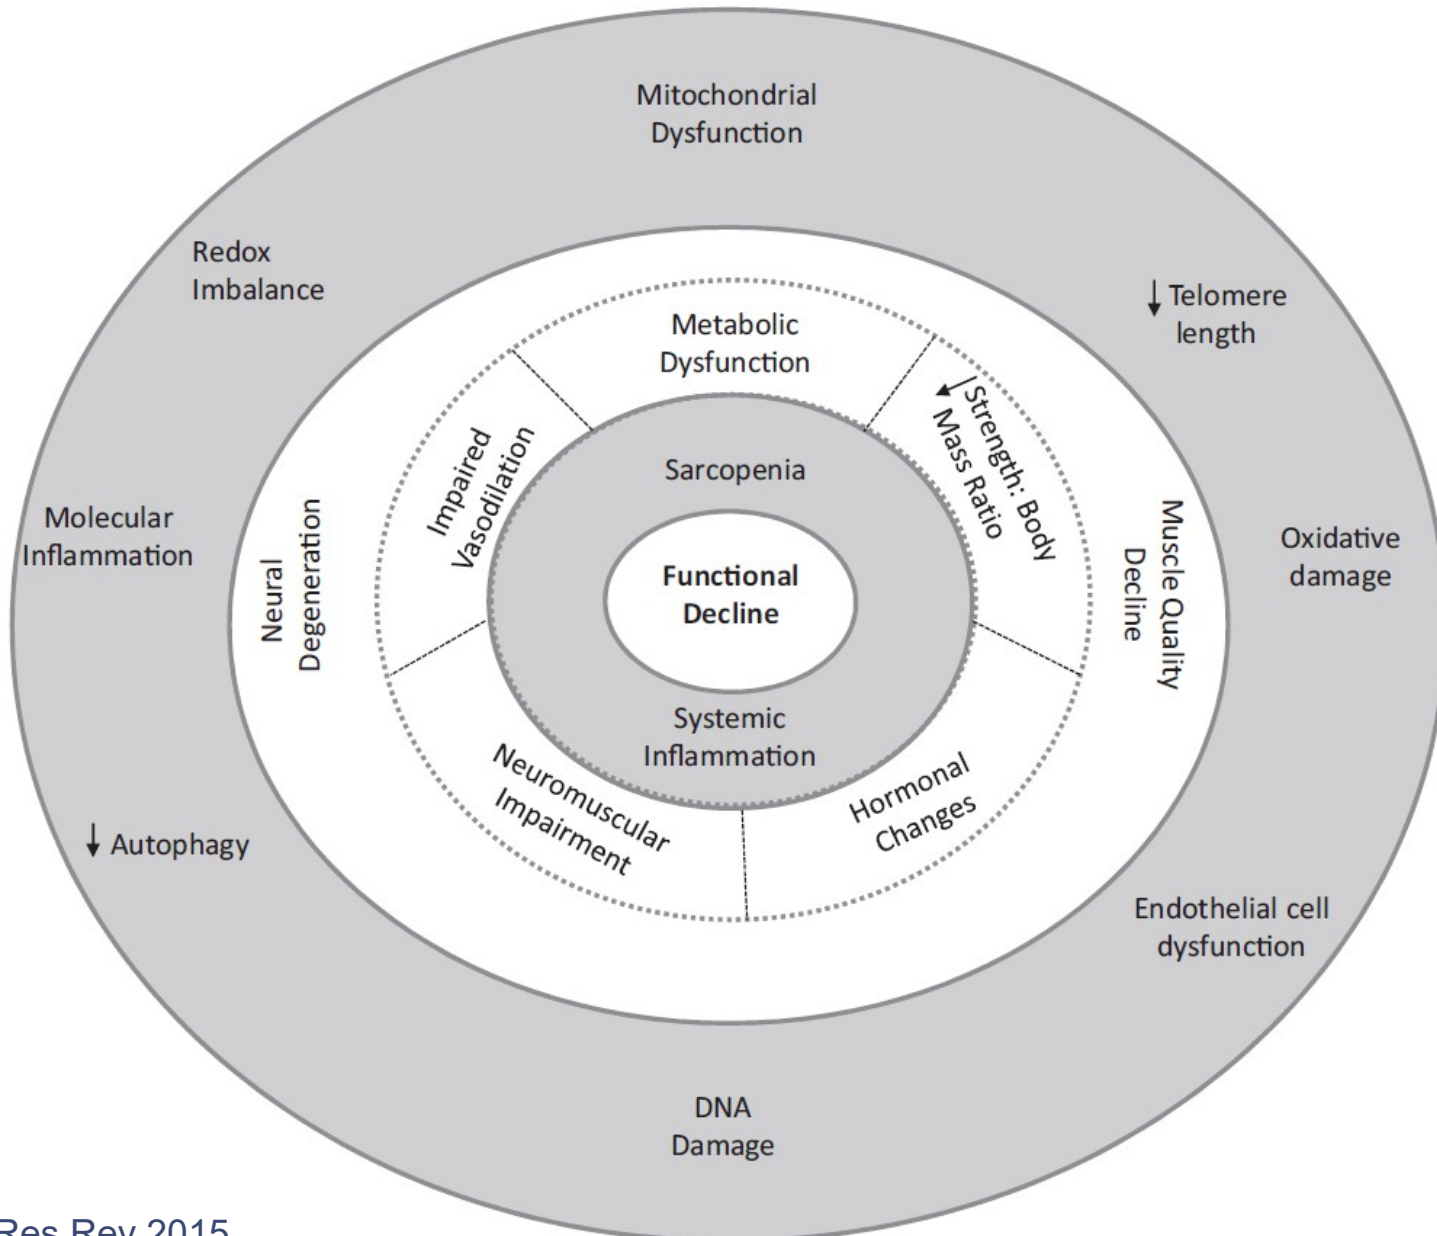 Mitochondrial
Dysfunction
Redox
Imbalance
↓ Telomere
length
Metabolic
Dysfunction
Impaired
Vasodilation
↓ Strength: Body
Mass Ratio
Sarcopenia
Molecular
Inflammation
Neural
Degeneration
Functional
Decline
Muscle Quality
Decline
Oxidative
damage
Systemic
Inflammation
Neuromuscular
Impairment
Hormonal
Changes
↓ Autophagy
Endothelial cell
dysfunction
DNA
Damage
Res Rev 2015